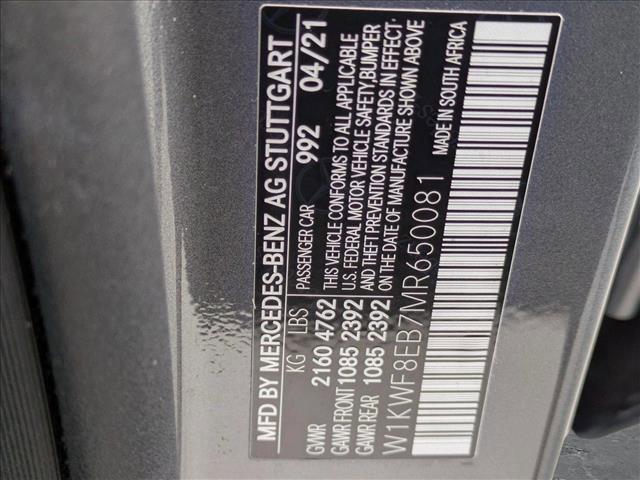 MFD BY MERCEDES-BENZ AG STUTTGART
KG LBS PASSENGER CAR 992 04/21
GWWR 2160 4762 THIS VEHICLE CONFORMS TO ALL APPLICABLE
GAWR FRONT 1085 2392 U.S. FEDERAL MOTOR VEHICLE SAFETY, BUMPER
GAWR REAR 1085 2392 AND THEFT PREVENTION STANDARDS IN EFFECT
ON THE DATE OF MANUFACTURE SHOWN ABOVE
W1KWF8EB7MR650081 MADE IN SOUTH AFRICA